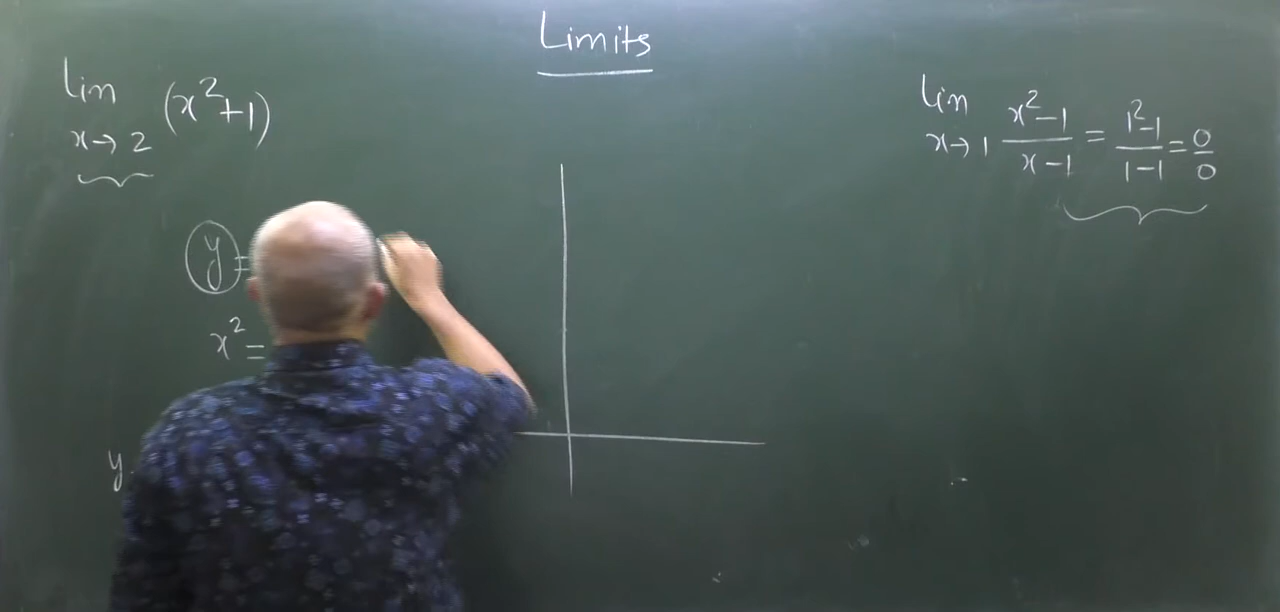 Limits
lim (x²+1)
x→2
lim x²-1 / x-1 = 1²-1 / 1-1 = 0/0
x→1
y =
x² =
y